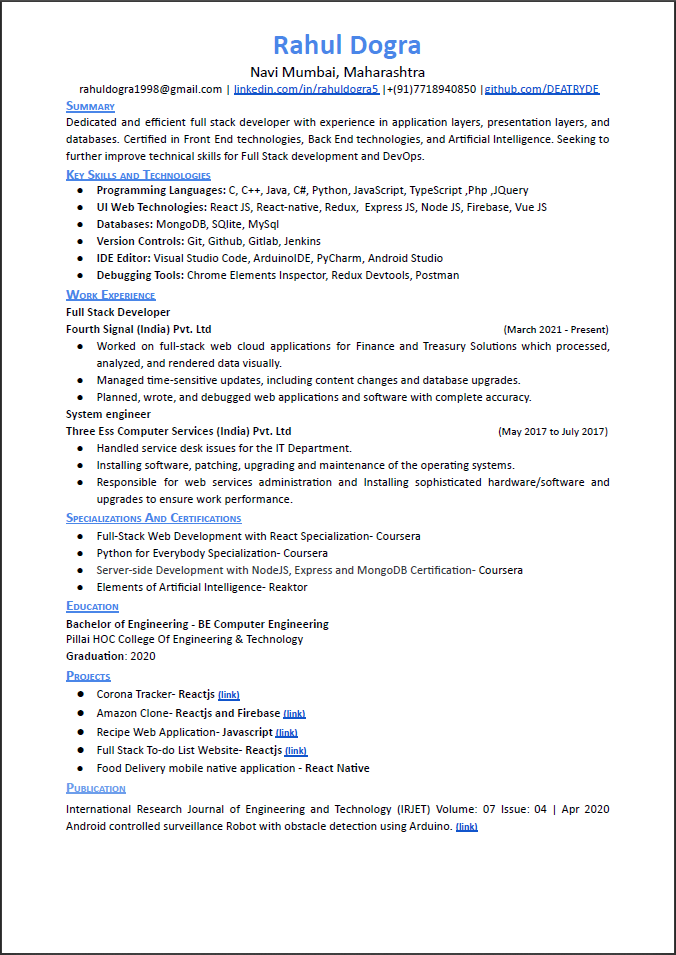 Rahul Dogra
Navi Mumbai, Maharashtra
rahuldogra1998@gmail.com | linkedin.com/in/rahuldogra5 |+(91)7718940850 |github.com/DEATRYDE
Summary
Dedicated and efficient full stack developer with experience in application layers, presentation layers, and
databases. Certified in Front End technologies, Back End technologies, and Artificial Intelligence. Seeking to
further improve technical skills for Full Stack development and DevOps.
Key Skills and Technologies
● Programming Languages: C, C++, Java, C#, Python, JavaScript, TypeScript ,Php ,JQuery
● UI Web Technologies: React JS, React-native, Redux, Express JS, Node JS, Firebase, Vue JS
● Databases: MongoDB, SQlite, MySql
● Version Controls: Git, Github, Gitlab, Jenkins
● IDE Editor: Visual Studio Code, ArduinoIDE, PyCharm, Android Studio
● Debugging Tools: Chrome Elements Inspector, Redux Devtools, Postman
Work Experience
Full Stack Developer
Fourth Signal (India) Pvt. Ltd (March 2021 - Present)
● Worked on full-stack web cloud applications for Finance and Treasury Solutions which processed,
analyzed, and rendered data visually.
● Managed time-sensitive updates, including content changes and database upgrades.
● Planned, wrote, and debugged web applications and software with complete accuracy.
System engineer
Three Ess Computer Services (India) Pvt. Ltd (May 2017 to July 2017)
● Handled service desk issues for the IT Department.
● Installing software, patching, upgrading and maintenance of the operating systems.
● Responsible for web services administration and Installing sophisticated hardware/software and
upgrades to ensure work performance.
Specializations And Certifications
● Full-Stack Web Development with React Specialization- Coursera
● Python for Everybody Specialization- Coursera
● Server-side Development with NodeJS, Express and MongoDB Certification- Coursera
● Elements of Artificial Intelligence- Reaktor
Education
Bachelor of Engineering - BE Computer Engineering
Pillai HOC College Of Engineering & Technology
Graduation: 2020
Projects
● Corona Tracker- Reactjs (link)
● Amazon Clone- Reactjs and Firebase (link)
● Recipe Web Application- Javascript (link)
● Full Stack To-do List Website- Reactjs (link)
● Food Delivery mobile native application - React Native
Publication
International Research Journal of Engineering and Technology (IRJET) Volume: 07 Issue: 04 | Apr 2020
Android controlled surveillance Robot with obstacle detection using Arduino. (link)